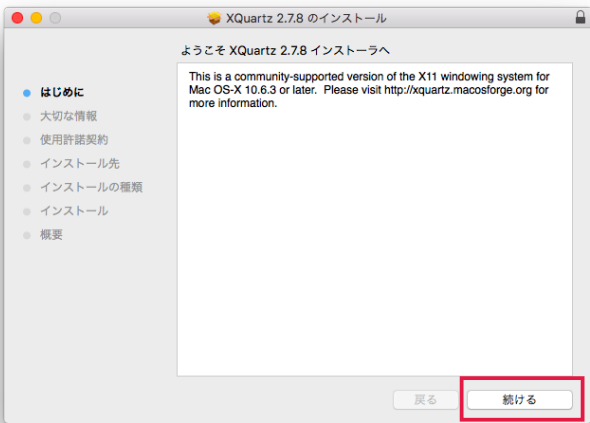 XQuartz 2.7.8 のインストール
ようこそ XQuartz 2.7.8 インストーラへ
はじめに
大切な情報
使用許諾契約
インストール先
インストールの種類
インストール
概要
This is a community-supported version of the X11 windowing system for
Mac OS-X 10.6.3 or later.  Please visit http://xquartz.macosforge.org for
more information.
戻る
続ける